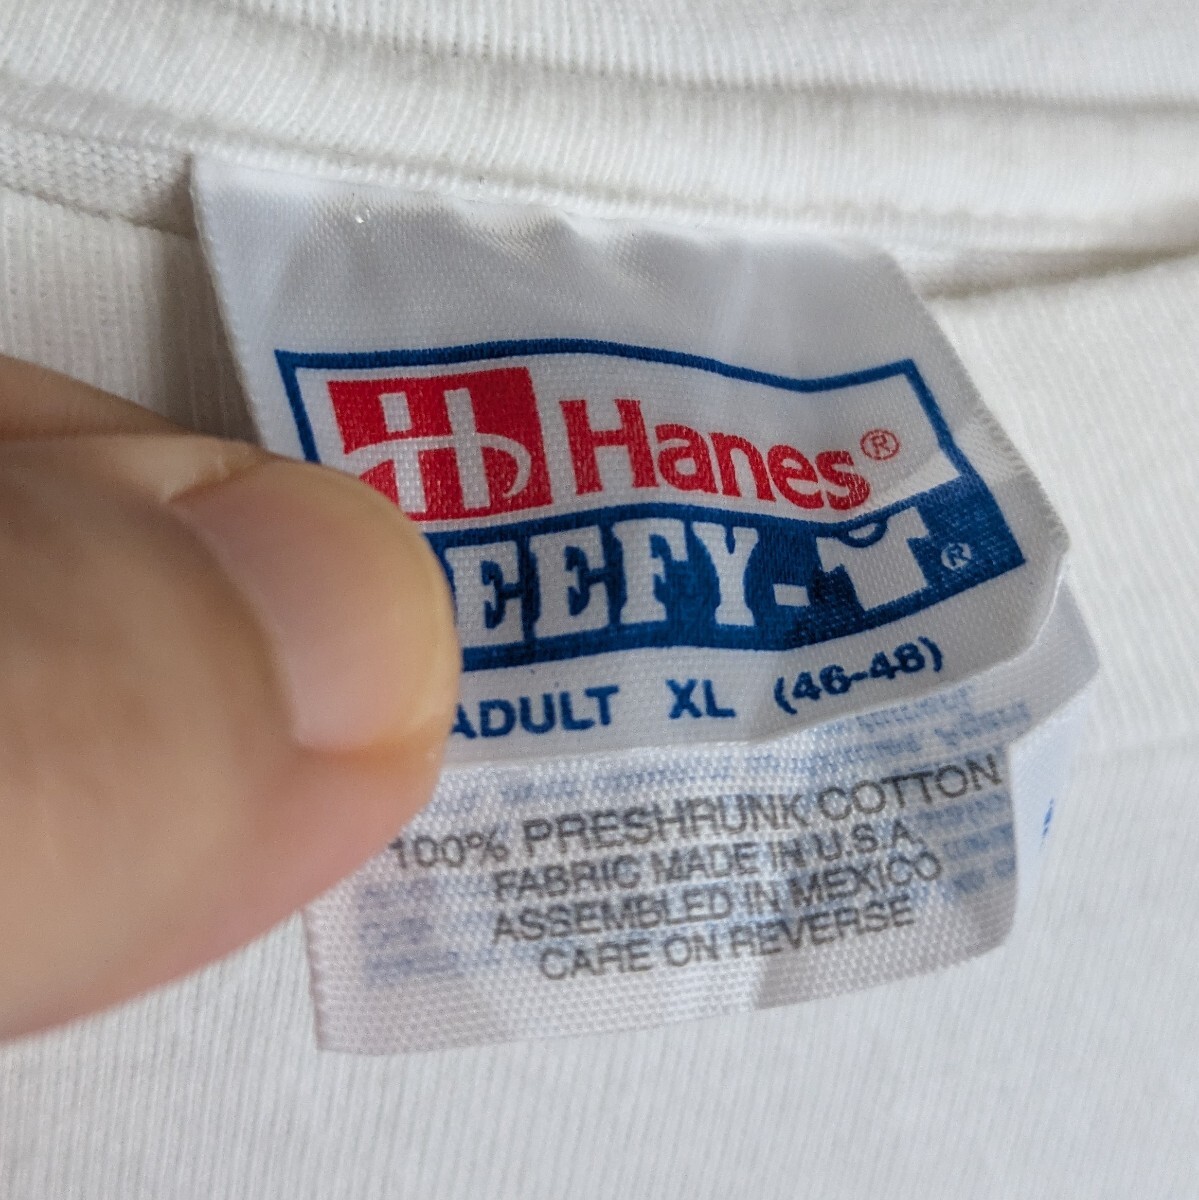 Hanes®
EEFY-T®
ADULT XL (46-48)
100% PRESHRUNK COTTON
FABRIC MADE IN U.S.A.
ASSEMBLED IN MEXICO
CARE ON REVERSE